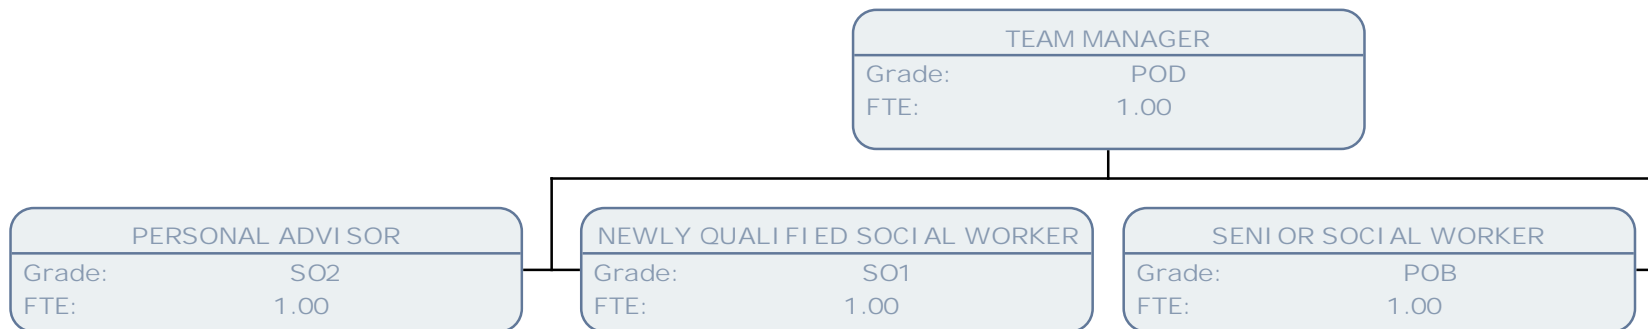 TEAM MANAGER
Grade: POD
FTE: 1.00
PERSONAL ADVISOR
Grade: SO2
FTE: 1.00
NEWLY QUALIFIED SOCIAL WORKER
Grade: SO1
FTE: 1.00
SENIOR SOCIAL WORKER
Grade: POB
FTE: 1.00